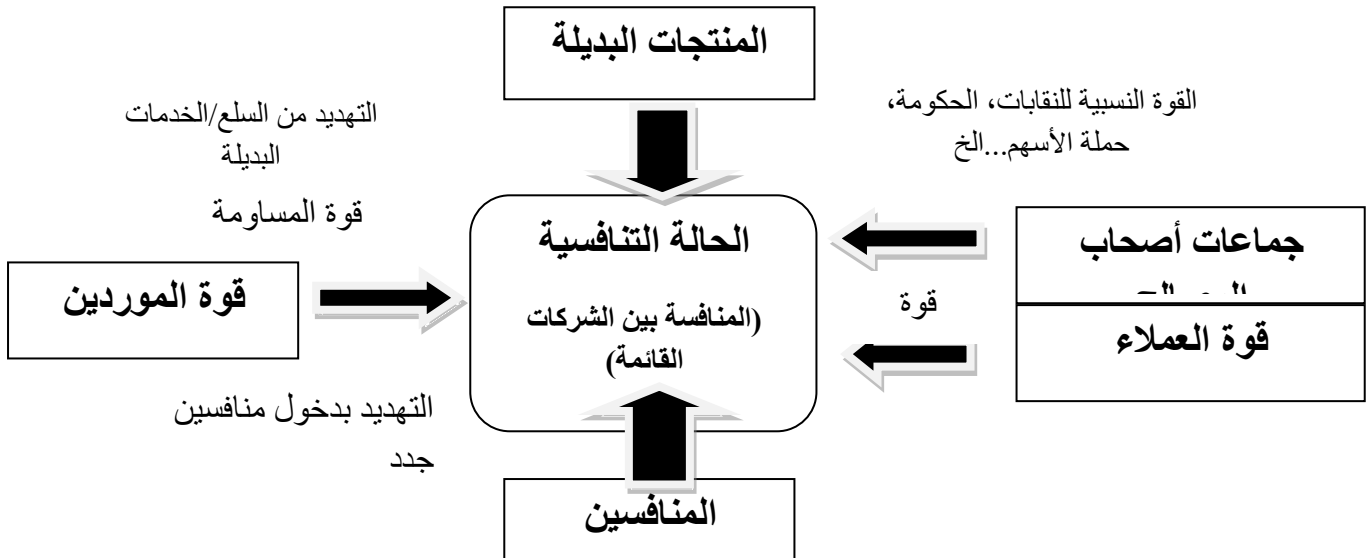 المنتجات البديلة
القوة النسبية للنقابات، الحكومة،
حملة الأسهم...الخ
التهديد من السلع/الخدمات
البديلة
قوة المساومة
الحالة التنافسية
(المنافسة بين الشركات
القائمة)
جماعات أصحاب
قوة
قوة العملاء
قوة الموردين
التهديد بدخول منافسين
جدد
المنافسين